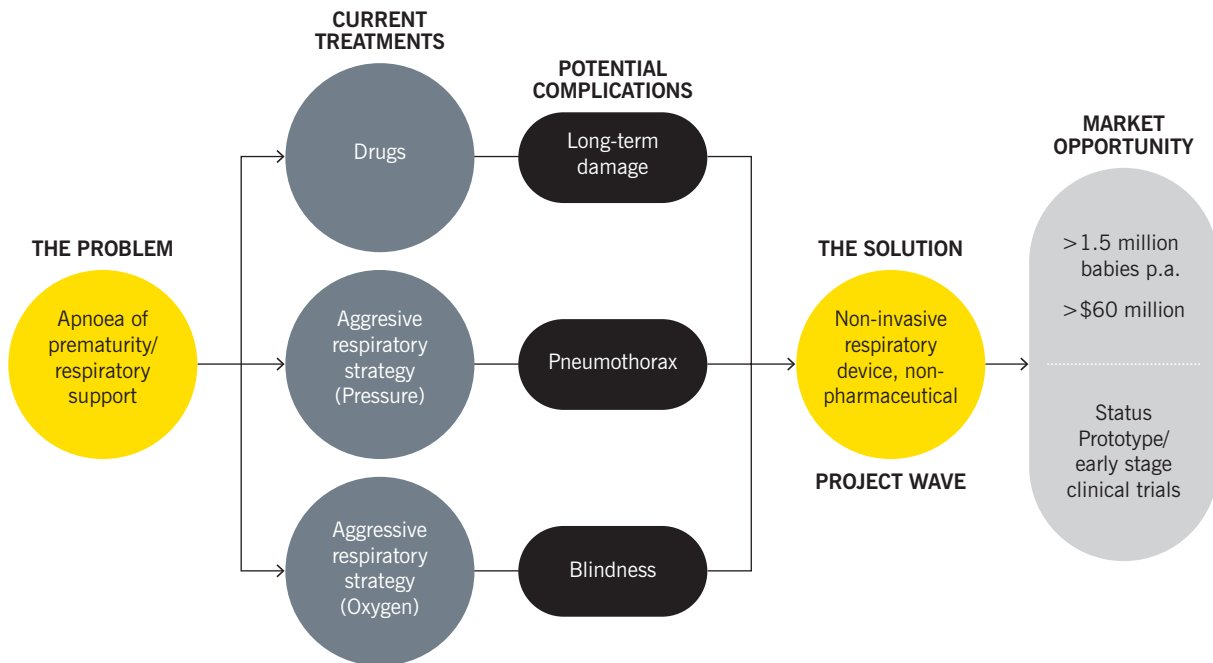 CURRENT
TREATMENTS
POTENTIAL
COMPLICATIONS
MARKET
OPPORTUNITY
Drugs
Long-term
damage
THE PROBLEM
Apnoea of
prematurity/
respiratory
support
Aggresive
respiratory
strategy
(Pressure)
Pneumothorax
THE SOLUTION
Non-invasive
respiratory
device, non-
pharmaceutical
PROJECT WAVE
>1.5 million
babies p.a.
>$60 million
Status
Prototype/
early stage
clinical trials
Aggressive
respiratory
strategy
(Oxygen)
Blindness